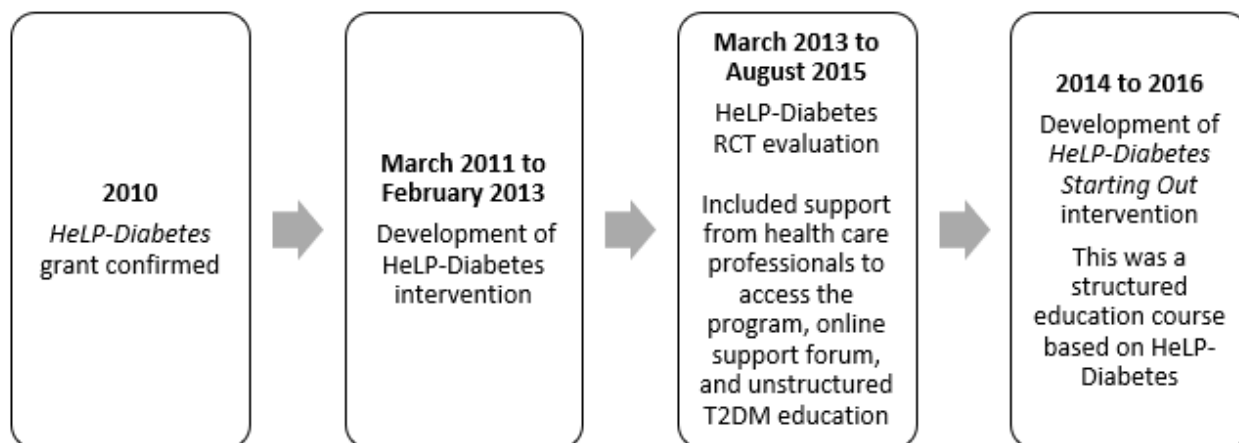 2010
HeLP-Diabetes
grant confirmed
March 2011 to
February 2013
Development of
HeLP-Diabetes
intervention
March 2013 to
August 2015
HeLP-Diabetes
RCT evaluation
Included support
from health care
professionals to
access the
program, online
support forum,
and unstructured
T2DM education
2014 to 2016
Development of
HeLP-Diabetes
Starting Out
intervention
This was a
structured
education course
based on HeLP-
Diabetes